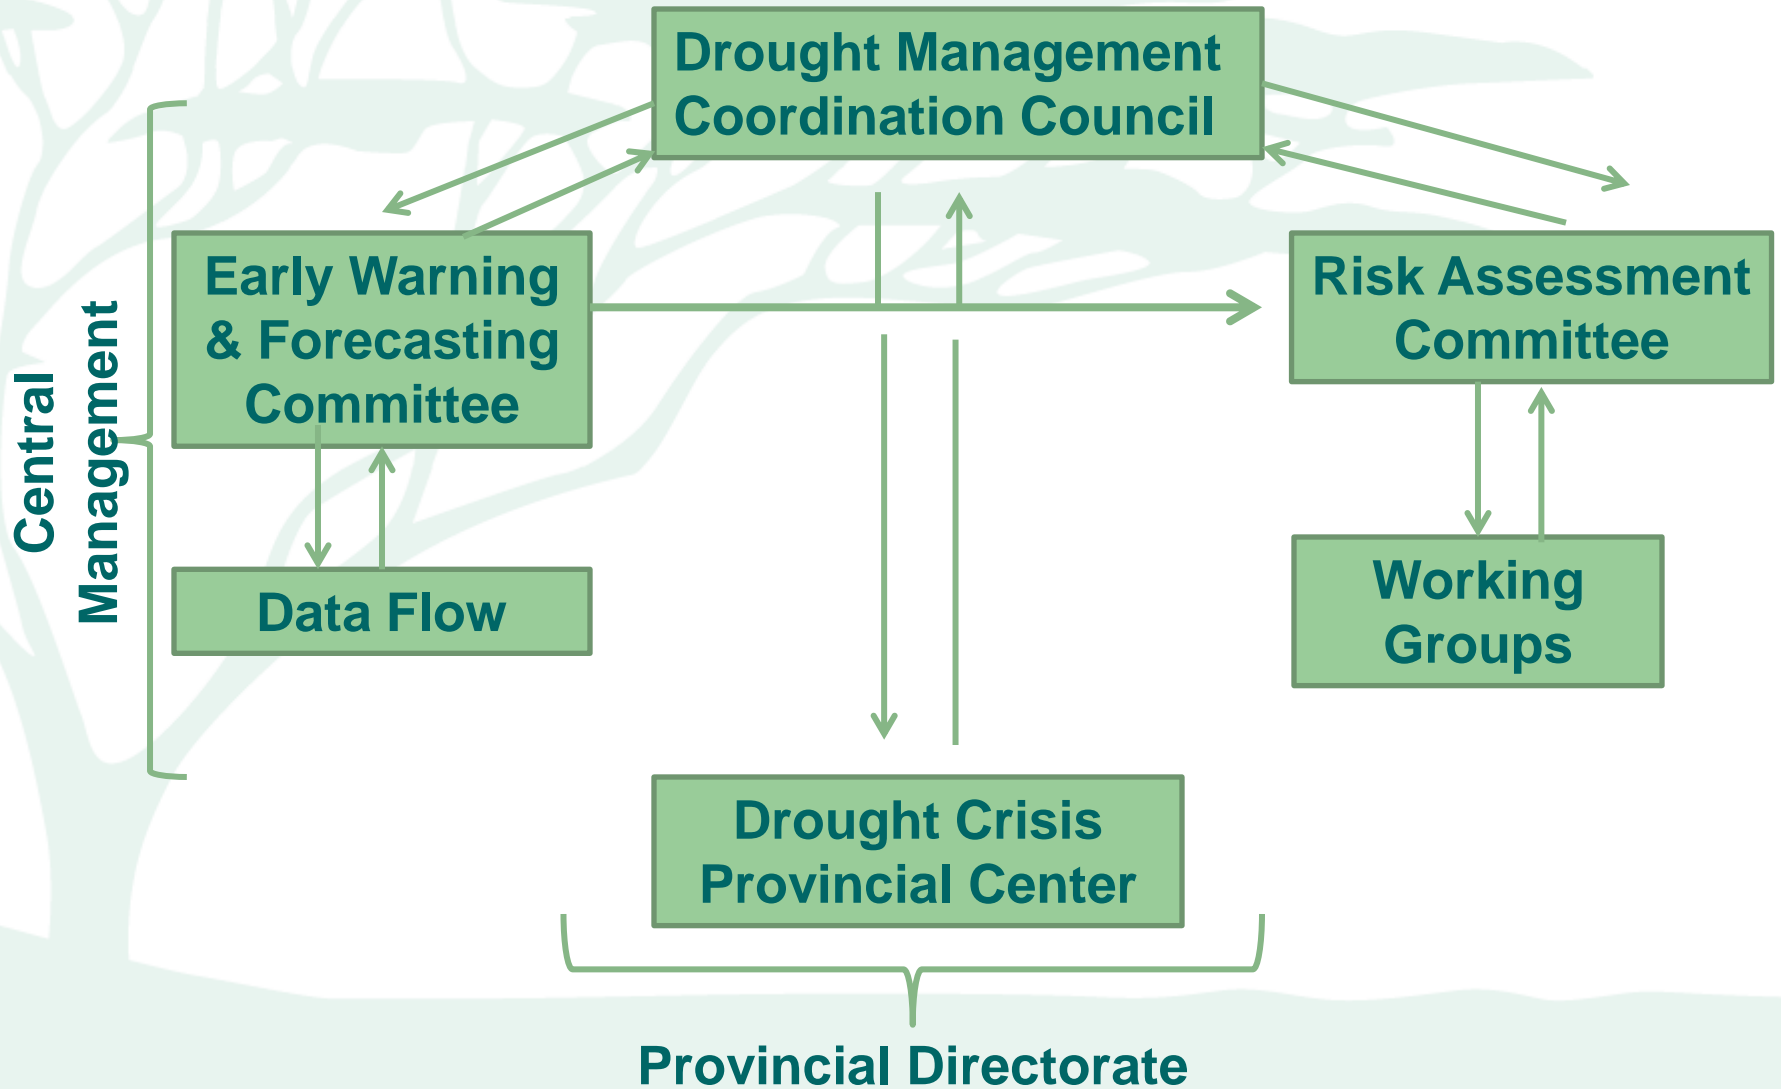 Drought Management
Coordination Council
Early Warning
& Forecasting
Committee
Risk Assessment
Committee
Central
Management
Data Flow
Working
Groups
Drought Crisis
Provincial Center
Provincial Directorate